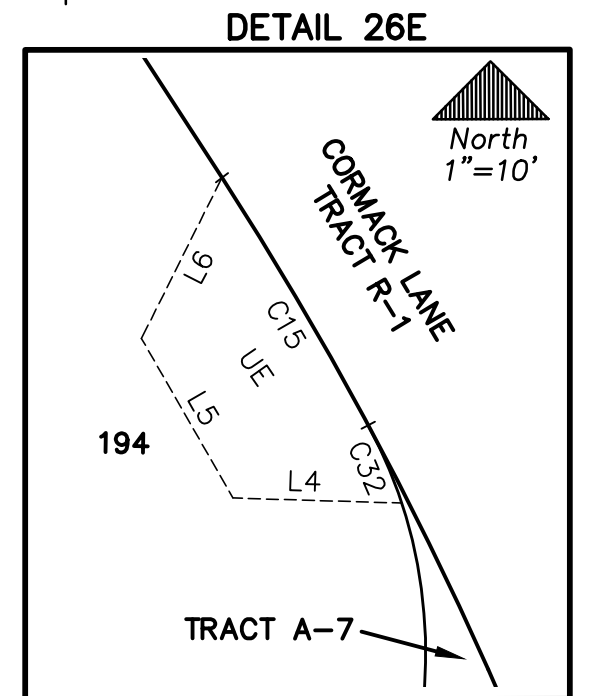 DETAIL 26E
North
1"=10'
CORMACK LANE
TRACT R-1
L6
C15
UE
L5
194
C32
L4
TRACT A-7